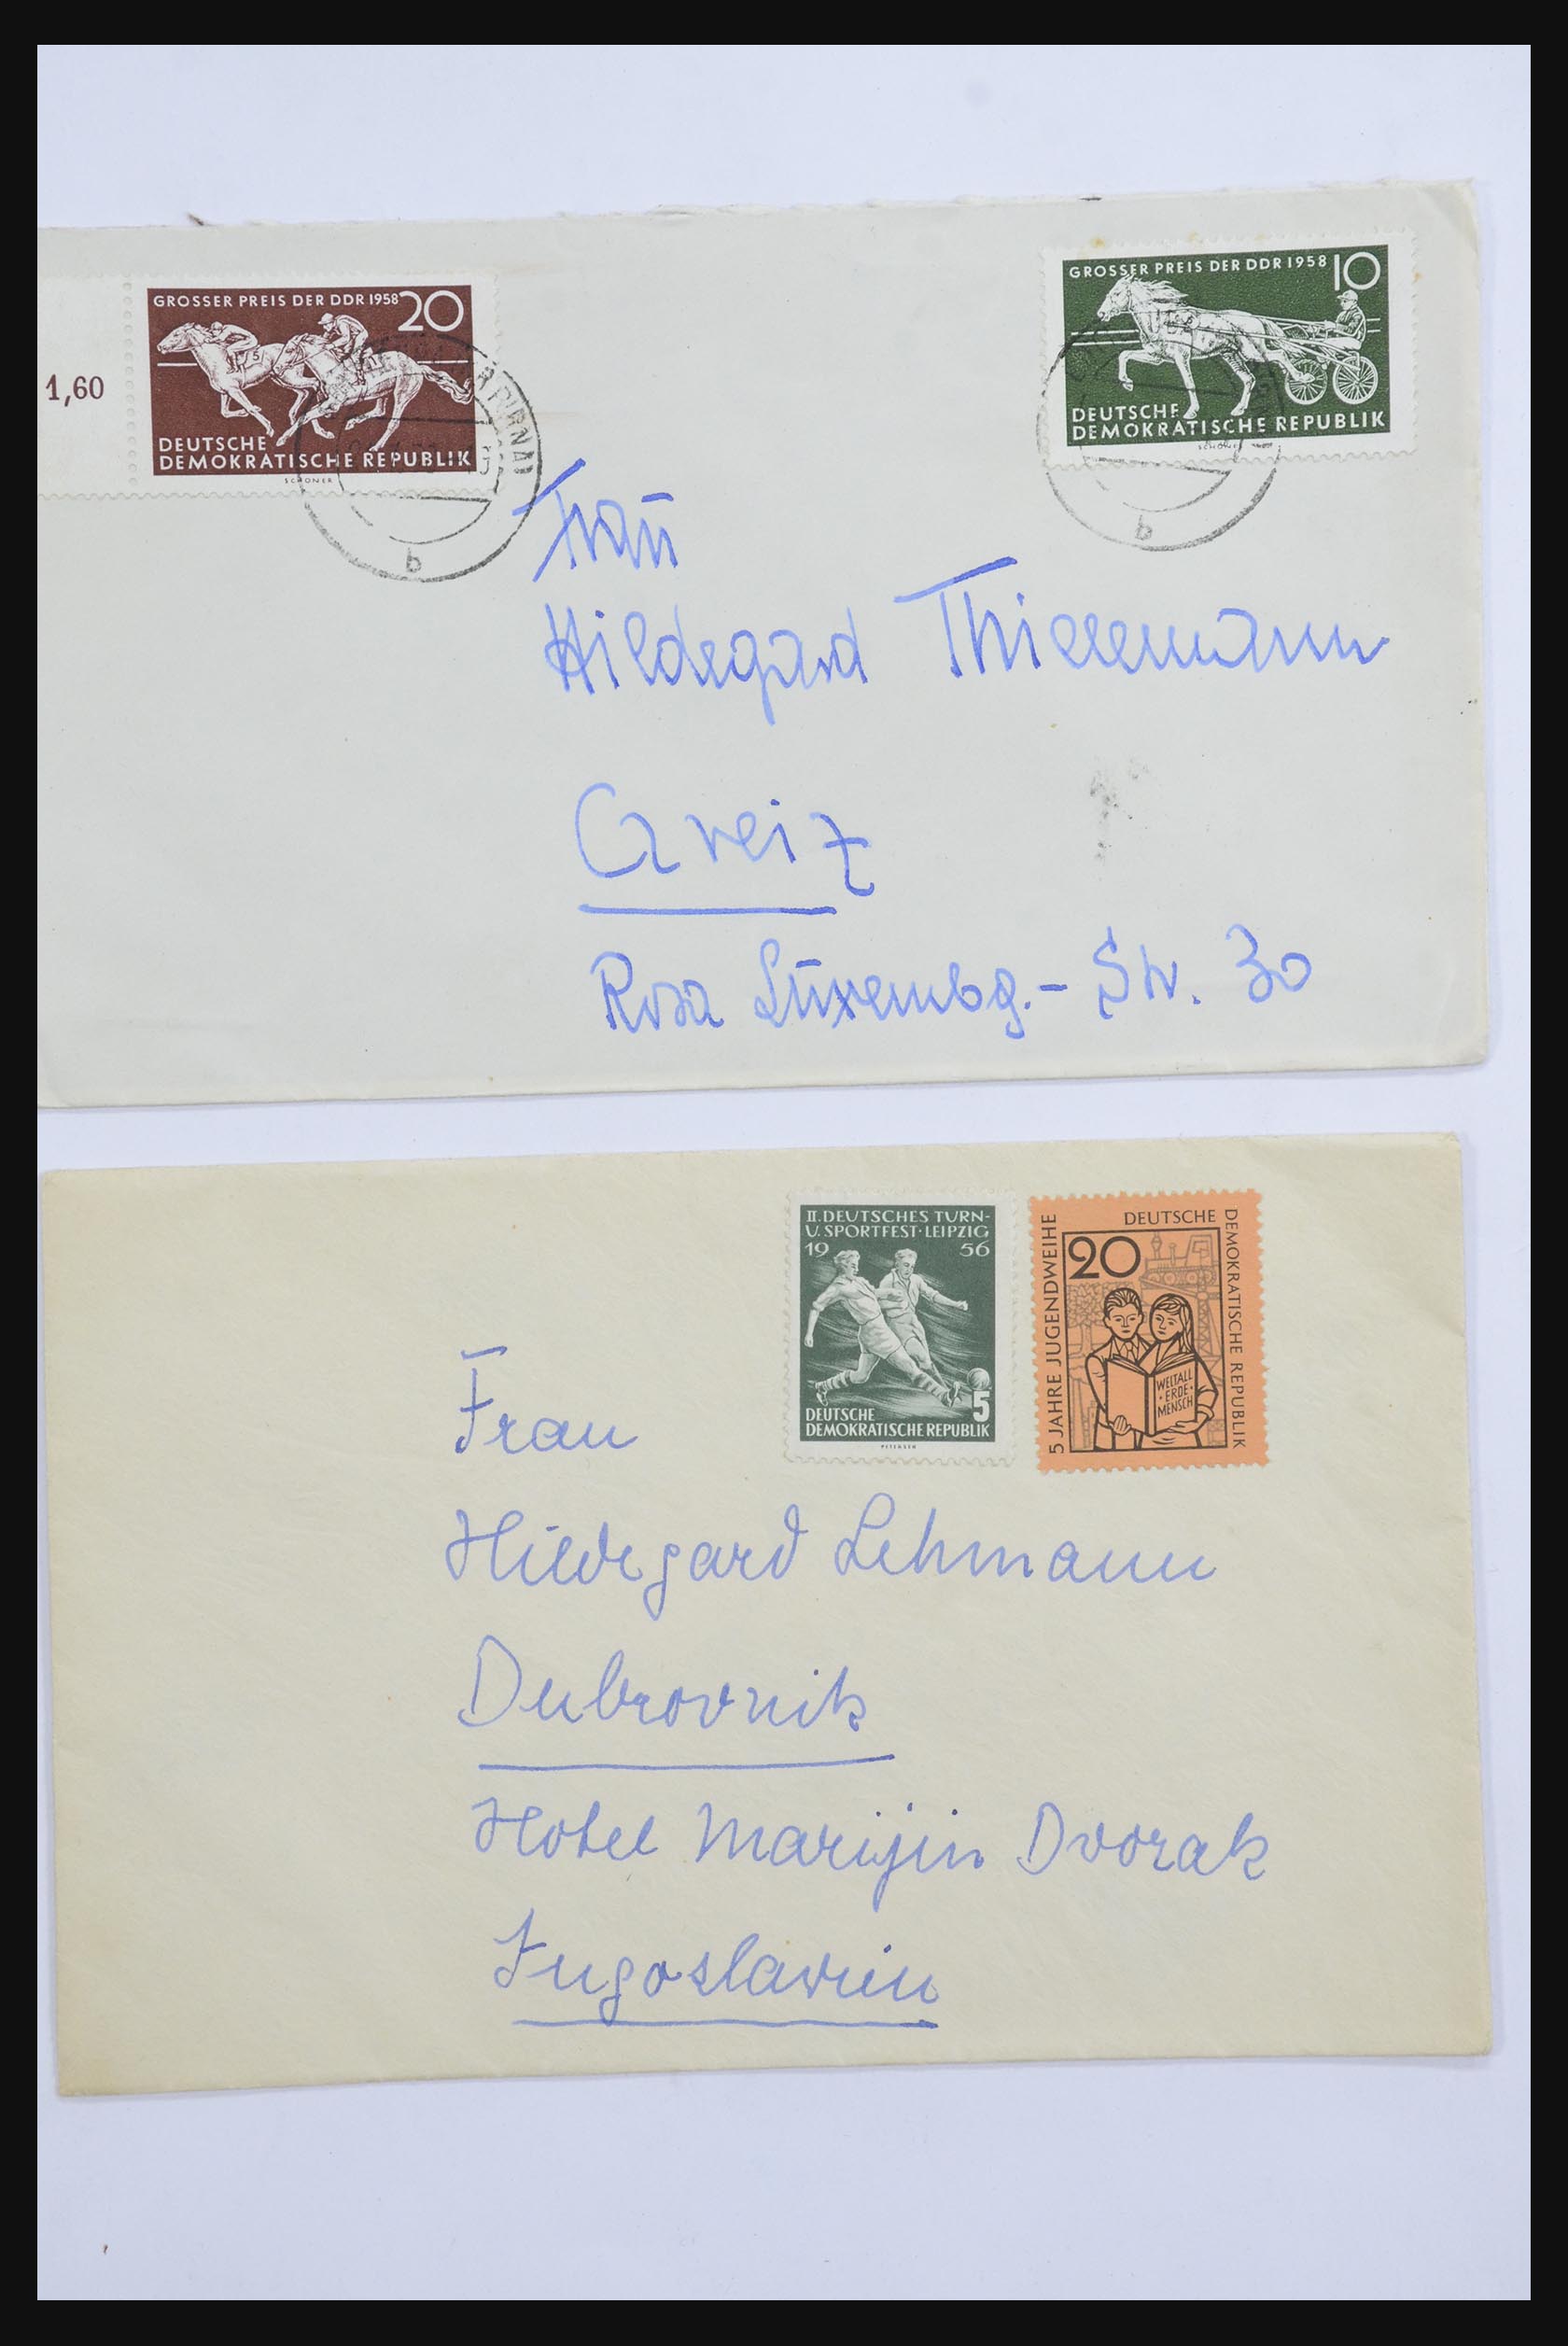 1,60
GROSSER PREIS DER DDR 1958 20
DEUTSCHE
DEMOKRATISCHE REPUBLIK
SCHÖNER
b
GROSSER PREIS DER DDR 1958 10
DEUTSCHE
DEMOKRATISCHE REPUBLIK
b
Frau
Hildegard Thielemann
Greiz
Rosa Luxembg.- Str. 30
II. DEUTSCHES TURN-
U. SPORTFEST · LEIPZIG
19 56
5
DEUTSCHE
DEMOKRATISCHE REPUBLIK
5 JAHRE JUGENDWEIHE
DEUTSCHE
DEMOKRATISCHE REPUBLIK
20
WELTALL
· ERDE ·
MENSCH
Frau
Hildegard Lehmann
Dubrovnik
Hotel Marijin Dvorak
Jugoslavien